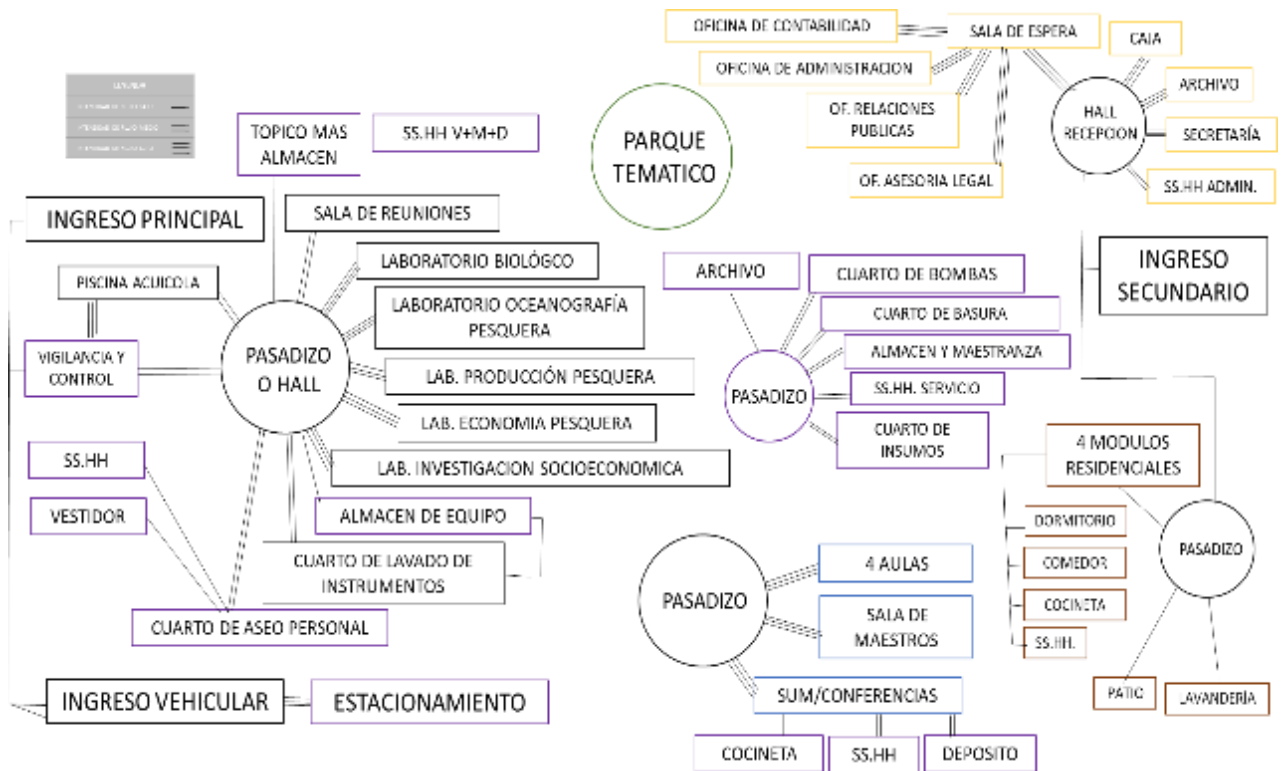 OFICINA DE CONTABILIDAD
SALA DE ESPERA
CAJA
OFICINA DE ADMINISTRACION
ARCHIVO
OF. RELACIONES
PUBLICAS
HALL
RECEPCION
SECRETARÍA
OF. ASESORIA LEGAL
SS.HH ADMIN.
TOPICO MAS
ALMACEN
SS.HH V+M+D
PARQUE
TEMATICO
INGRESO PRINCIPAL
SALA DE REUNIONES
LABORATORIO BIOLÓGCO
PISCINA ACUICOLA
LABORATORIO OCEANOGRAFÍA
PESQUERA
VIGILANCIA Y
CONTROL
PASADIZO
O HALL
LAB. PRODUCCIÓN PESQUERA
LAB. ECONOMIA PESQUERA
LAB. INVESTIGACION SOCIOECONOMICA
SS.HH
VESTIDOR
ALMACEN DE EQUIPO
CUARTO DE LAVADO DE
INSTRUMENTOS
CUARTO DE ASEO PERSONAL
INGRESO VEHICULAR
ESTACIONAMIENTO
ARCHIVO
CUARTO DE BOMBAS
CUARTO DE BASURA
ALMACEN Y MAESTRANZA
PASADIZO
SS.HH. SERVICIO
CUARTO DE
INSUMOS
INGRESO
SECUNDARIO
4 MODULOS
RESIDENCIALES
DORMITORIO
COMEDOR
COCINETA
SS.HH.
PASADIZO
PATIO
LAVANDERÍA
PASADIZO
4 AULAS
SALA DE
MAESTROS
SUM/CONFERENCIAS
COCINETA
SS.HH
DEPOSITO